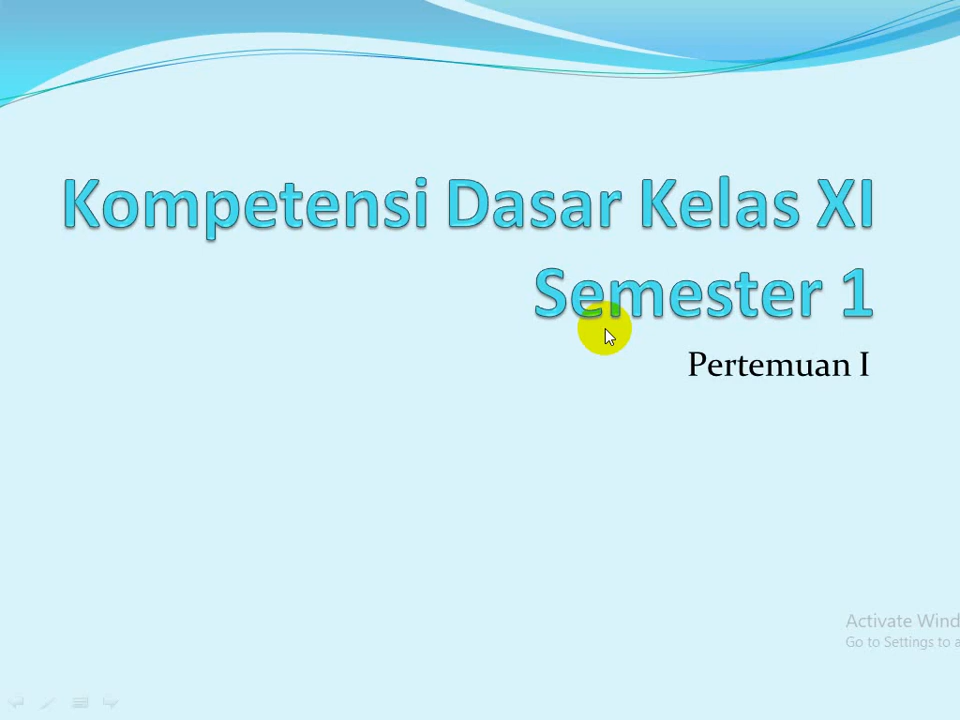 Kompetensi Dasar Kelas XI
Semester 1
Pertemuan I
Activate Wind
Go to Settings to a